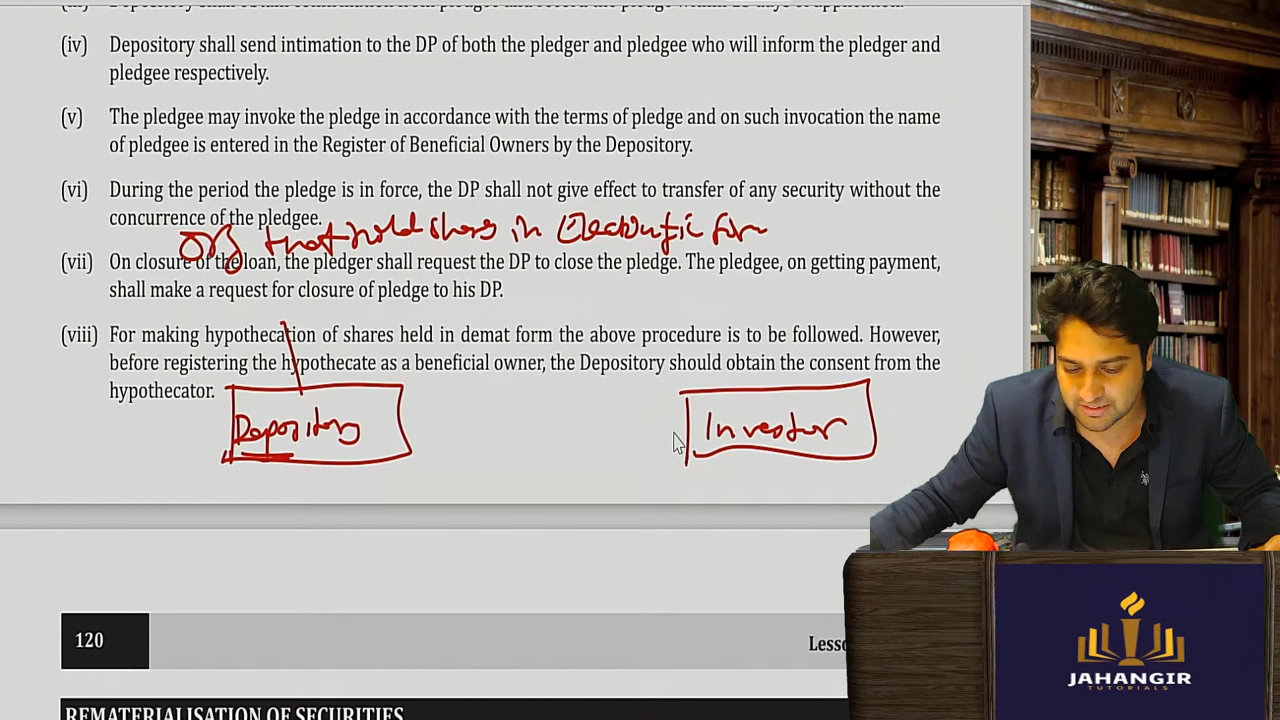 (iv) Depository shall send intimation to the DP of both the pledger and pledgee who will inform the pledger and
pledgee respectively.
(v) The pledgee may invoke the pledge in accordance with the terms of pledge and on such invocation the name
of pledgee is entered in the Register of Beneficial Owners by the Depository.
(vi) During the period the pledge is in force, the DP shall not give effect to transfer of any security without the
concurrence of the pledgee.
that hold shares in form
(vii) On closure of the loan, the pledger shall request the DP to close the pledge. The pledgee, on getting payment,
shall make a request for closure of pledge to his DP.
(viii) For making hypothecation of shares held in demat form the above procedure is to be followed. However,
before registering the hypothecate as a beneficial owner, the Depository should obtain the consent from the
hypothecator.
Depository
Investor
120
REMATERIALISATION OF SECURITIES
JAHANGIR
TUTORIALS